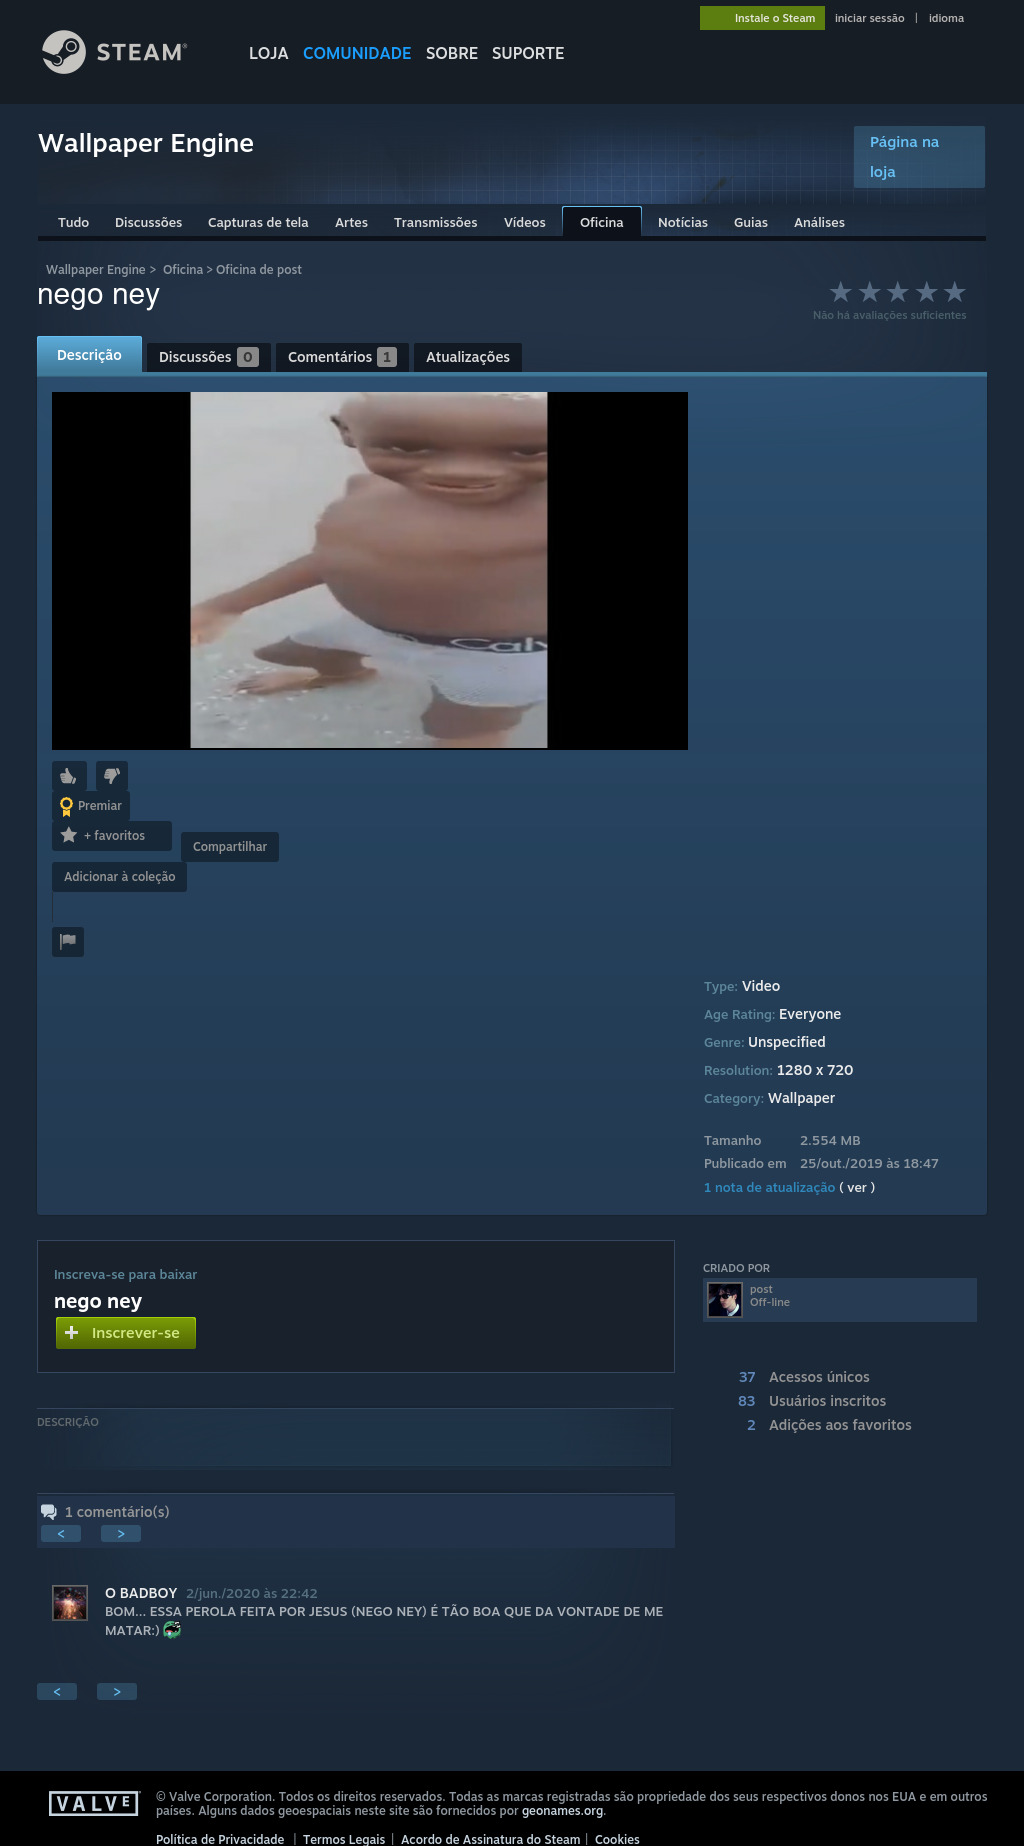 Instale o Steam
iniciar sessão | idioma
STEAM®
LOJA COMUNIDADE SOBRE SUPORTE
Wallpaper Engine
Página na
loja
Tudo Discussões Capturas de tela Artes Transmissões Vídeos Oficina Notícias Guias Análises
Wallpaper Engine > Oficina > Oficina de post
nego ney
Não há avaliações suficientes
Descrição
Discussões 0
Comentários 1
Atualizações
Calv
Premiar
+ favoritos
Compartilhar
Adicionar à coleção
Type: Video
Age Rating: Everyone
Genre: Unspecified
Resolution: 1280 x 720
Category: Wallpaper
Tamanho 2.554 MB
Publicado em 25/out./2019 às 18:47
1 nota de atualização ( ver )
Inscreva-se para baixar
nego ney
Inscrever-se
CRIADO POR
post
Off-line
37 Acessos únicos
83 Usuários inscritos
2 Adições aos favoritos
DESCRIÇÃO
1 comentário(s)
< >
O BADBOY 2/jun./2020 às 22:42
BOM... ESSA PEROLA FEITA POR JESUS (NEGO NEY) É TÃO BOA QUE DA VONTADE DE ME
MATAR:)
< >
VALVE
© Valve Corporation. Todos os direitos reservados. Todas as marcas registradas são propriedade dos seus respectivos donos nos EUA e em outros
países. Alguns dados geoespaciais neste site são fornecidos por geonames.org.
Política de Privacidade | Termos Legais | Acordo de Assinatura do Steam | Cookies